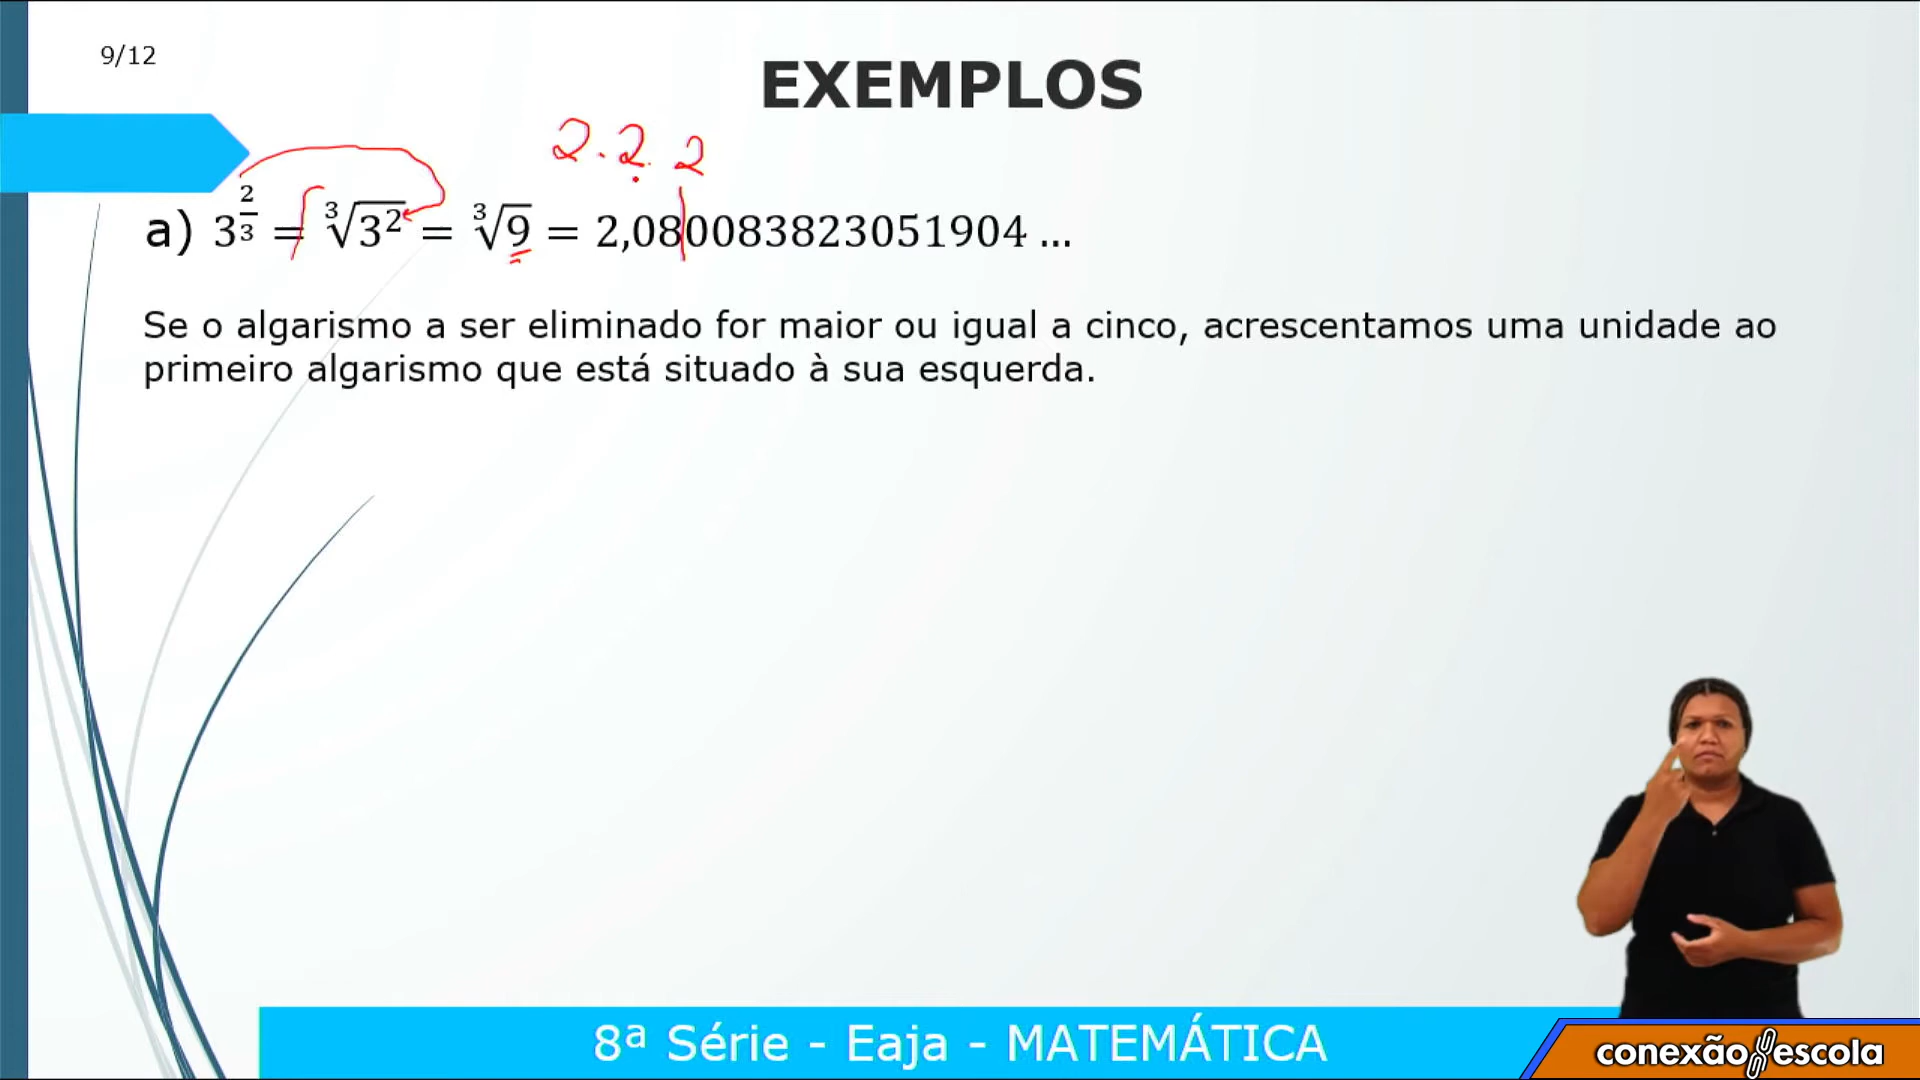 9/12
EXEMPLOS
2 . 2 . 2
a) 3^{2/3} = ∛3² = ∛9 = 2,080083823051904 ...
Se o algarismo a ser eliminado for maior ou igual a cinco, acrescentamos uma unidade ao
primeiro algarismo que está situado à sua esquerda.
8ª Série - Eaja - MATEMÁTICA
conexão escola